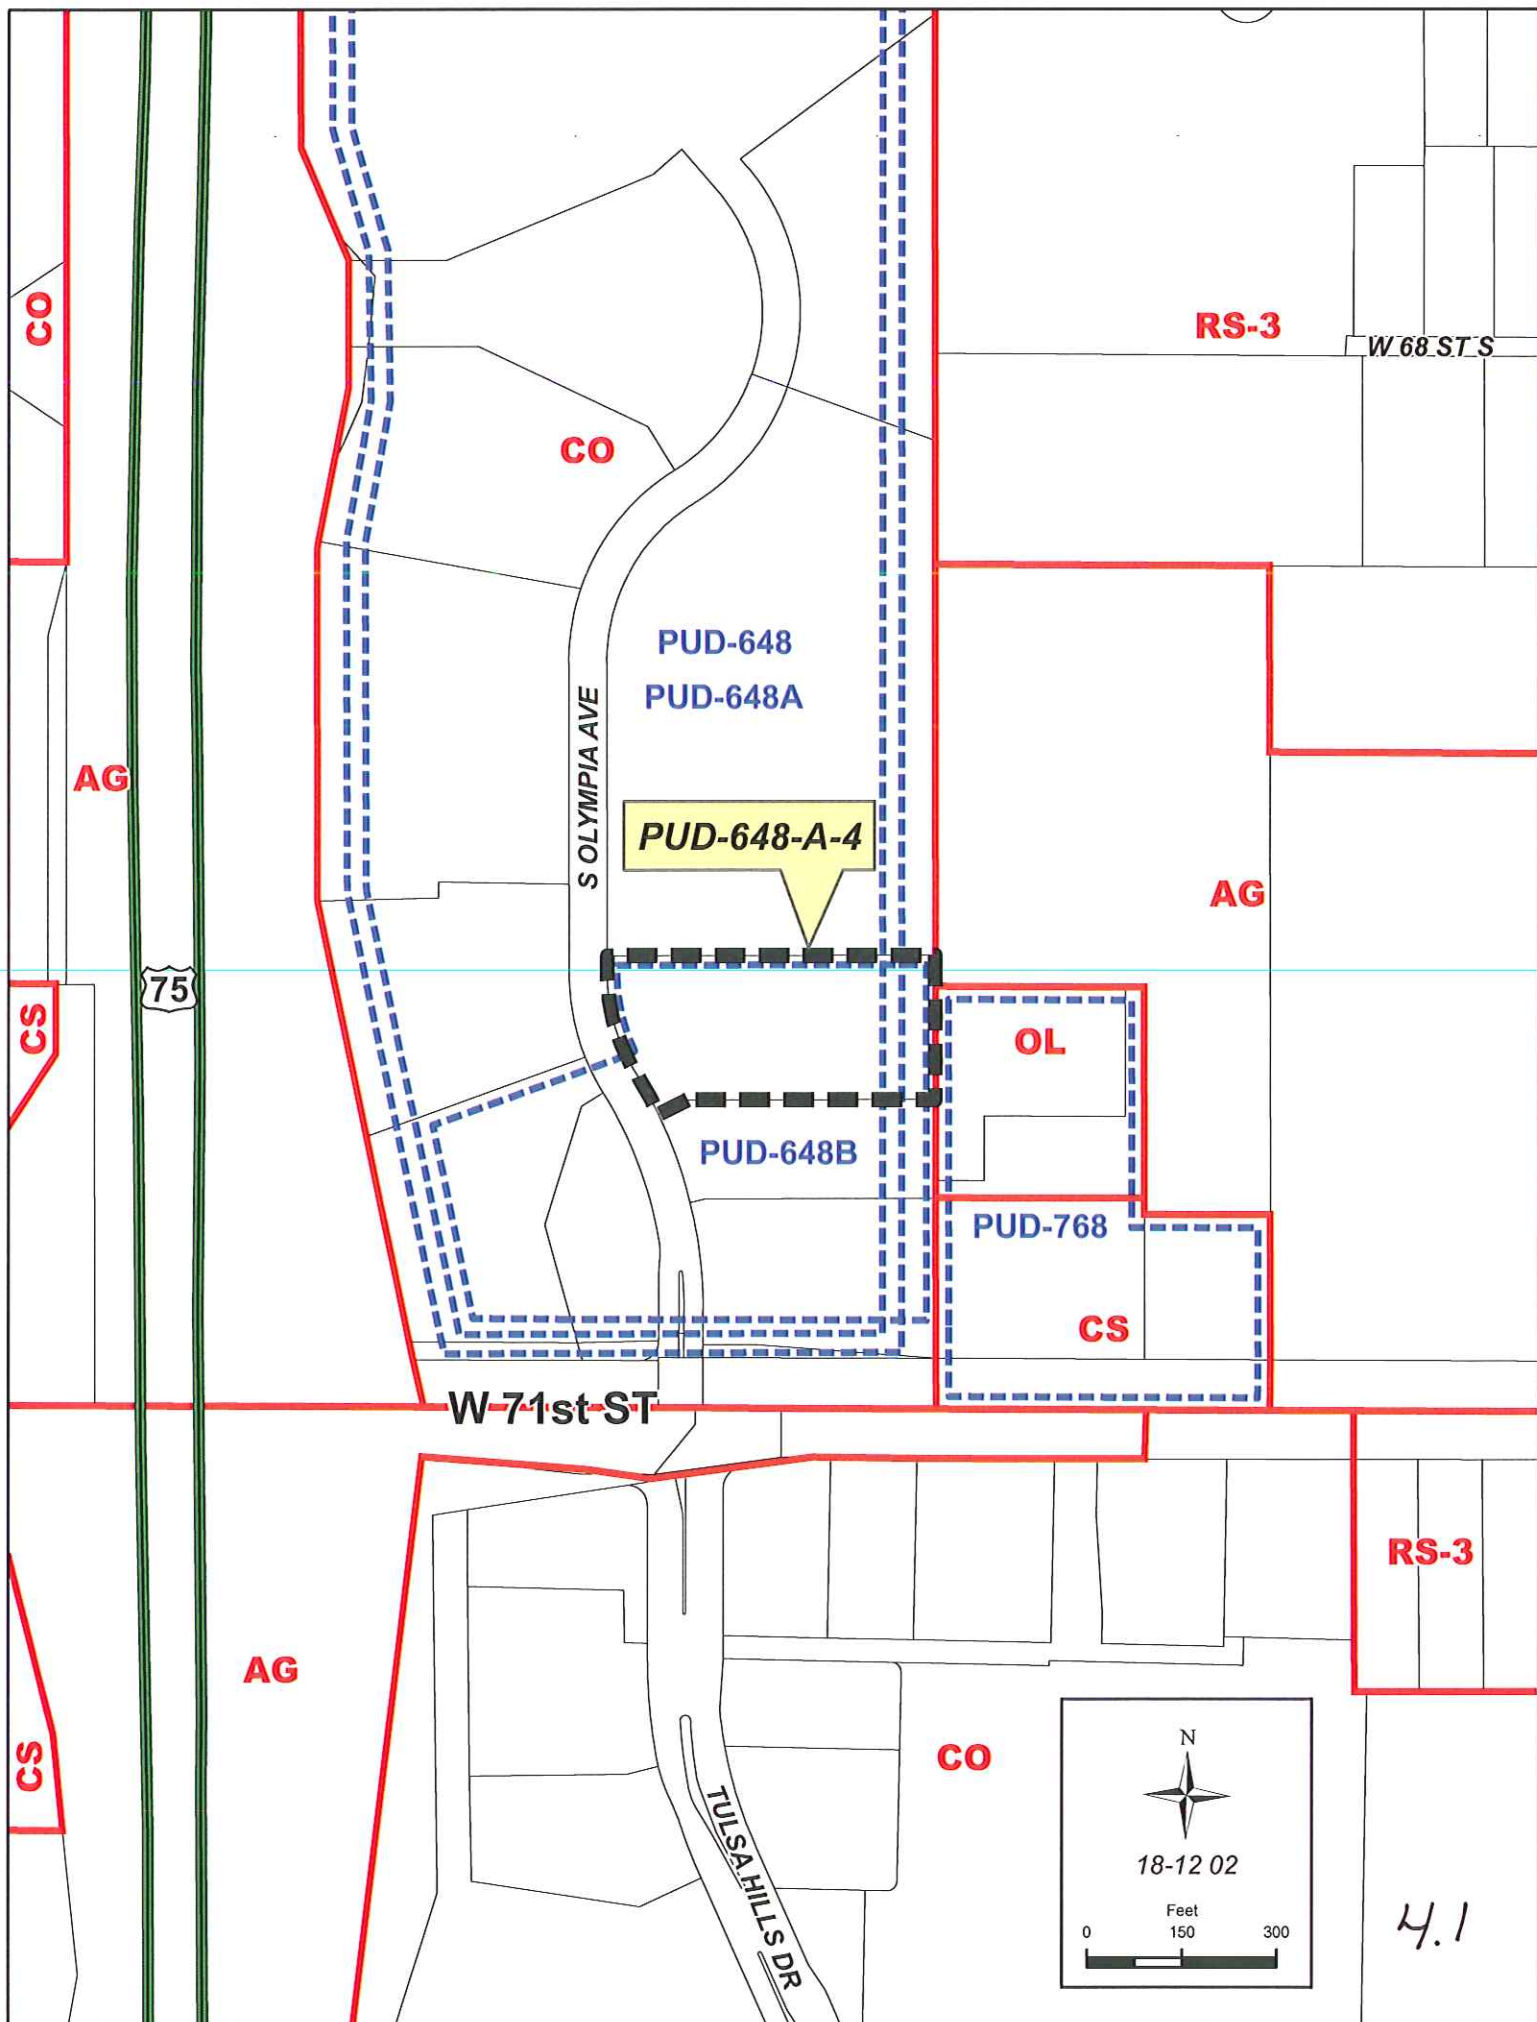 CO
RS-3
W 68 ST S
CO
PUD-648
PUD-648A
S OLYMPIA AVE
AG
PUD-648-A-4
AG
75
CS
OL
PUD-648B
PUD-768
CS
W 71st ST
RS-3
AG
CS
CO
N
18-12 02
Feet
0 150 300
TULSA HILLS DR
4.1